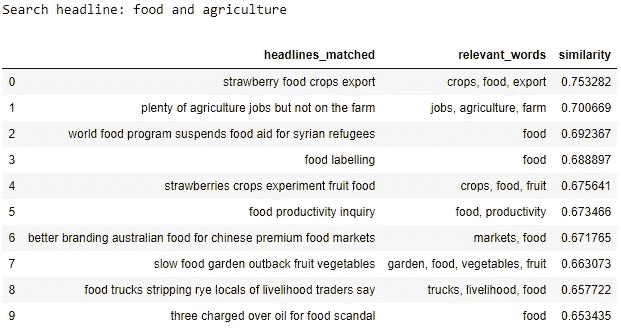 Search headline: food and agriculture
headlines_matched relevant_words similarity
0 strawberry food crops export crops, food, export 0.753282
1 plenty of agriculture jobs but not on the farm jobs, agriculture, farm 0.700669
2 world food program suspends food aid for syrian refugees food 0.692367
3 food labelling food 0.688897
4 strawberries crops experiment fruit food crops, food, fruit 0.675641
5 food productivity inquiry food, productivity 0.673466
6 better branding australian food for chinese premium food markets markets, food 0.671765
7 slow food garden outback fruit vegetables garden, food, vegetables, fruit 0.663073
8 food trucks stripping rye locals of livelihood traders say trucks, livelihood, food 0.657722
9 three charged over oil for food scandal food 0.653435